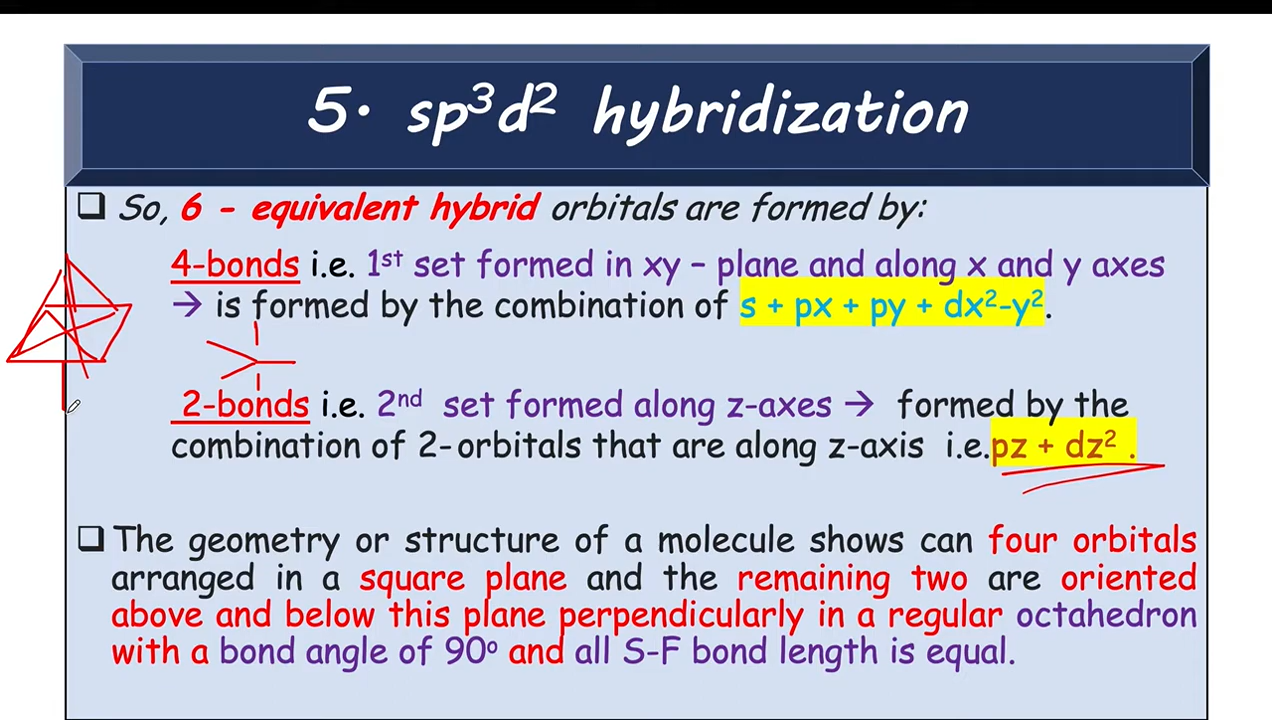 5. sp³d² hybridization
So, 6 - equivalent hybrid orbitals are formed by:
4-bonds i.e. 1st set formed in xy – plane and along x and y axes
→ is formed by the combination of s + px + py + dx²-y².
2-bonds i.e. 2nd set formed along z-axes → formed by the
combination of 2-orbitals that are along z-axis i.e.pz + dz² .
The geometry or structure of a molecule shows can four orbitals
arranged in a square plane and the remaining two are oriented
above and below this plane perpendicularly in a regular octahedron
with a bond angle of 90º and all S-F bond length is equal.